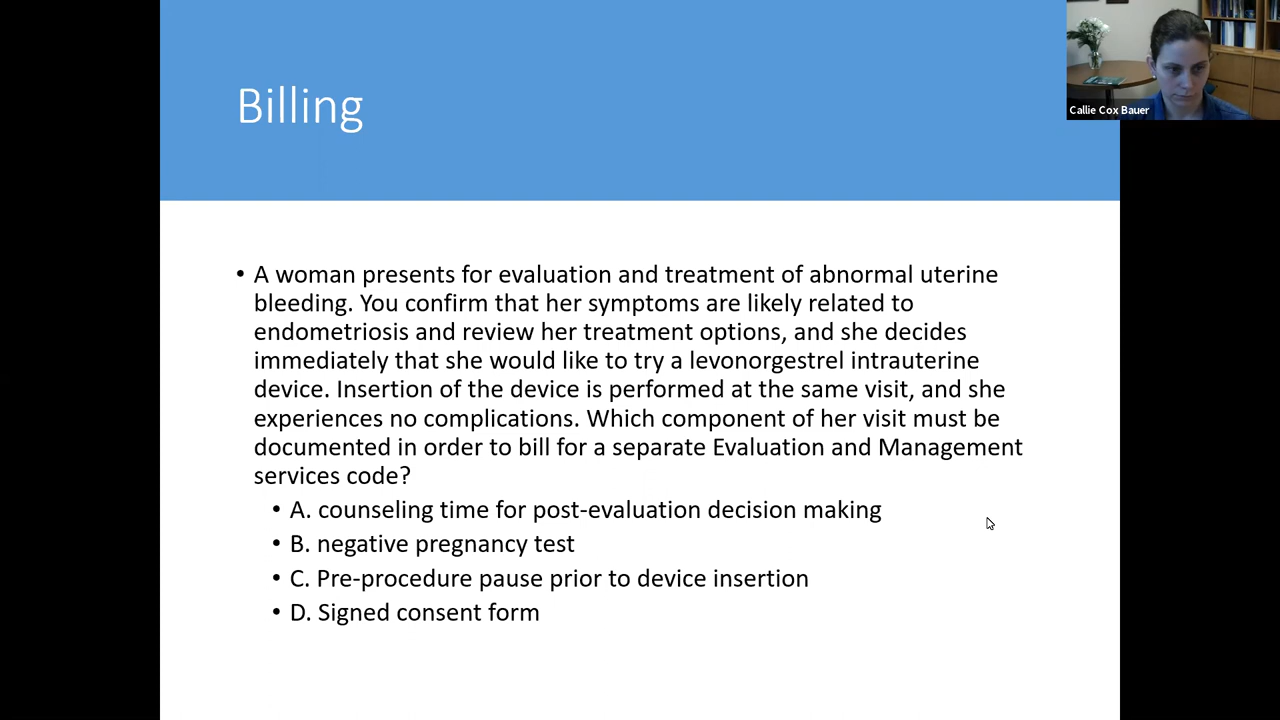 Billing
Callie Cox Bauer
• A woman presents for evaluation and treatment of abnormal uterine
bleeding. You confirm that her symptoms are likely related to
endometriosis and review her treatment options, and she decides
immediately that she would like to try a levonorgestrel intrauterine
device. Insertion of the device is performed at the same visit, and she
experiences no complications. Which component of her visit must be
documented in order to bill for a separate Evaluation and Management
services code?
• A. counseling time for post-evaluation decision making
• B. negative pregnancy test
• C. Pre-procedure pause prior to device insertion
• D. Signed consent form